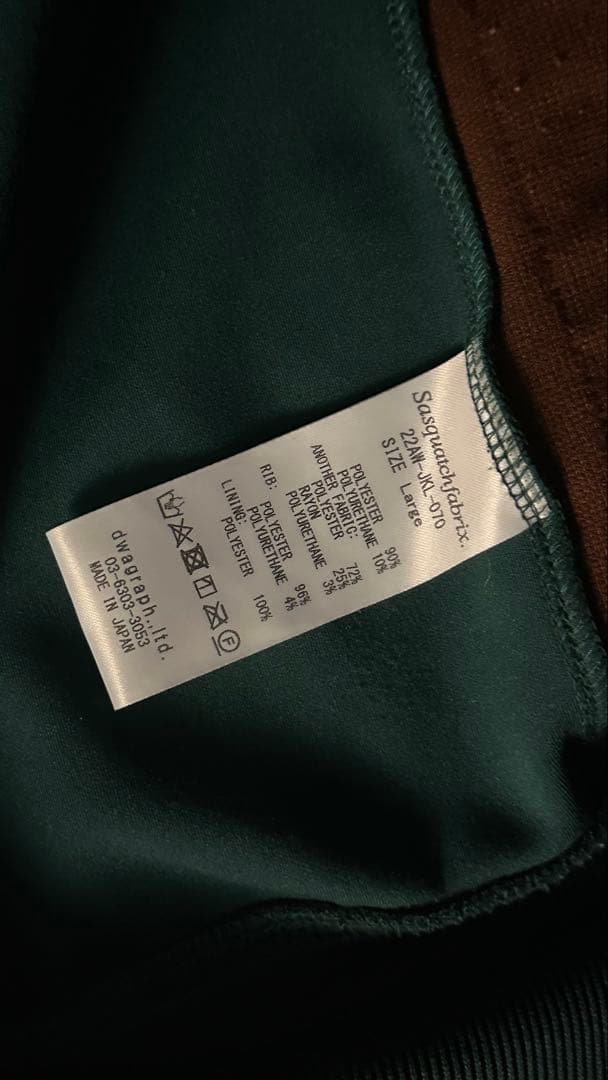 Sasquatchfabrix.
22AW-JKL-070
SIZE Large
POLYESTER 90%
POLYURETHANE 10%
ANOTHER FABRIC:
POLYESTER 72%
RAYON 25%
POLYURETHANE 3%
RIB:
POLYESTER 96%
POLYURETHANE 4%
LINING:
POLYESTER 100%
F
dwagraph.,ltd.
03-6303-3053
MADE IN JAPAN